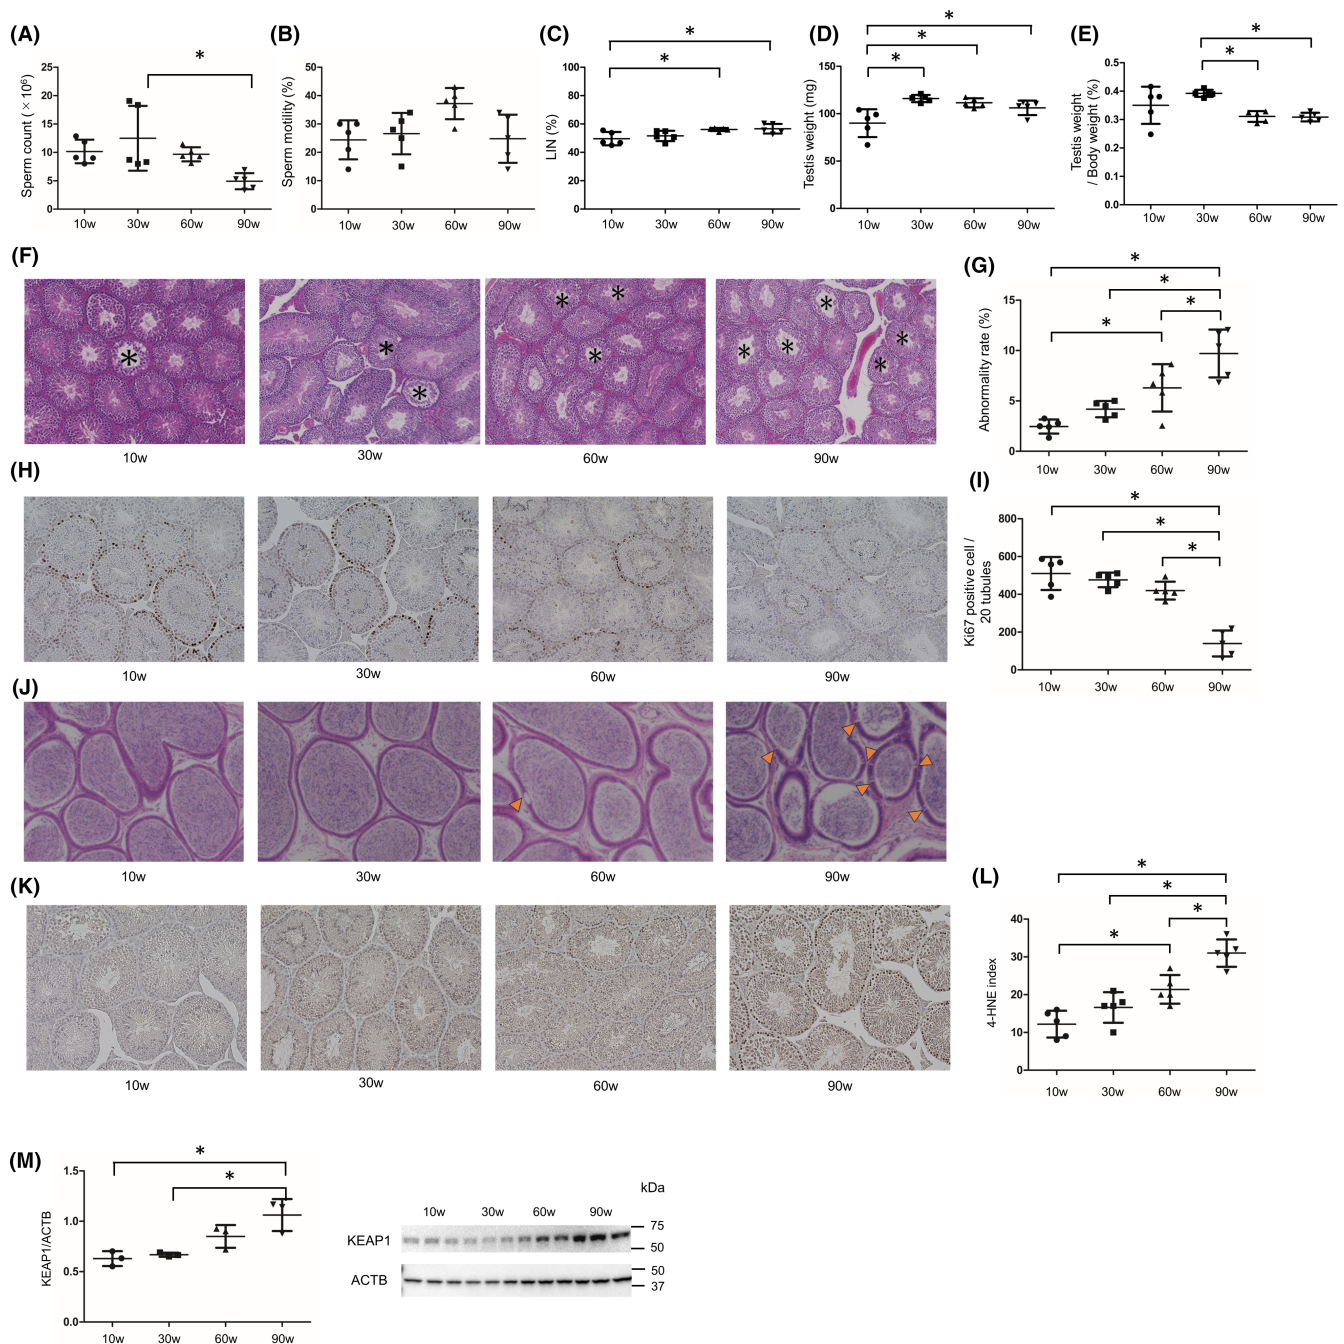 (A)
*
Sperm count (×10⁶)
25
20
15
10
5
0
10w 30w 60w 90w
(B)
Sperm motility (%)
50
40
30
20
10
0
10w 30w 60w 90w
(C)
*
*
LIN (%)
100
80
60
40
20
0
10w 30w 60w 90w
(D)
*
*
*
Testis weight (mg)
150
100
50
0
10w 30w 60w 90w
(E)
*
*
Testis weight
/ Body weight (%)
0.5
0.4
0.3
0.2
0.1
0.0
10w 30w 60w 90w
(F)
*
* *
* * *
* * * * *
10w 30w 60w 90w
(G)
*
*
*
*
Abnormality rate (%)
15
10
5
0
10w 30w 60w 90w
(H)
10w 30w 60w 90w
(I)
*
*
*
Ki67 positive cell /
20 tubules
800
600
400
200
0
10w 30w 60w 90w
(J)
10w 30w 60w 90w
(K)
10w 30w 60w 90w
(L)
*
*
*
*
4-HNE index
40
30
20
10
0
10w 30w 60w 90w
(M)
*
*
KEAP1/ACTB
1.5
1.0
0.5
0.0
10w 30w 60w 90w
kDa
10w 30w 60w 90w
KEAP1
75
50
ACTB
50
37